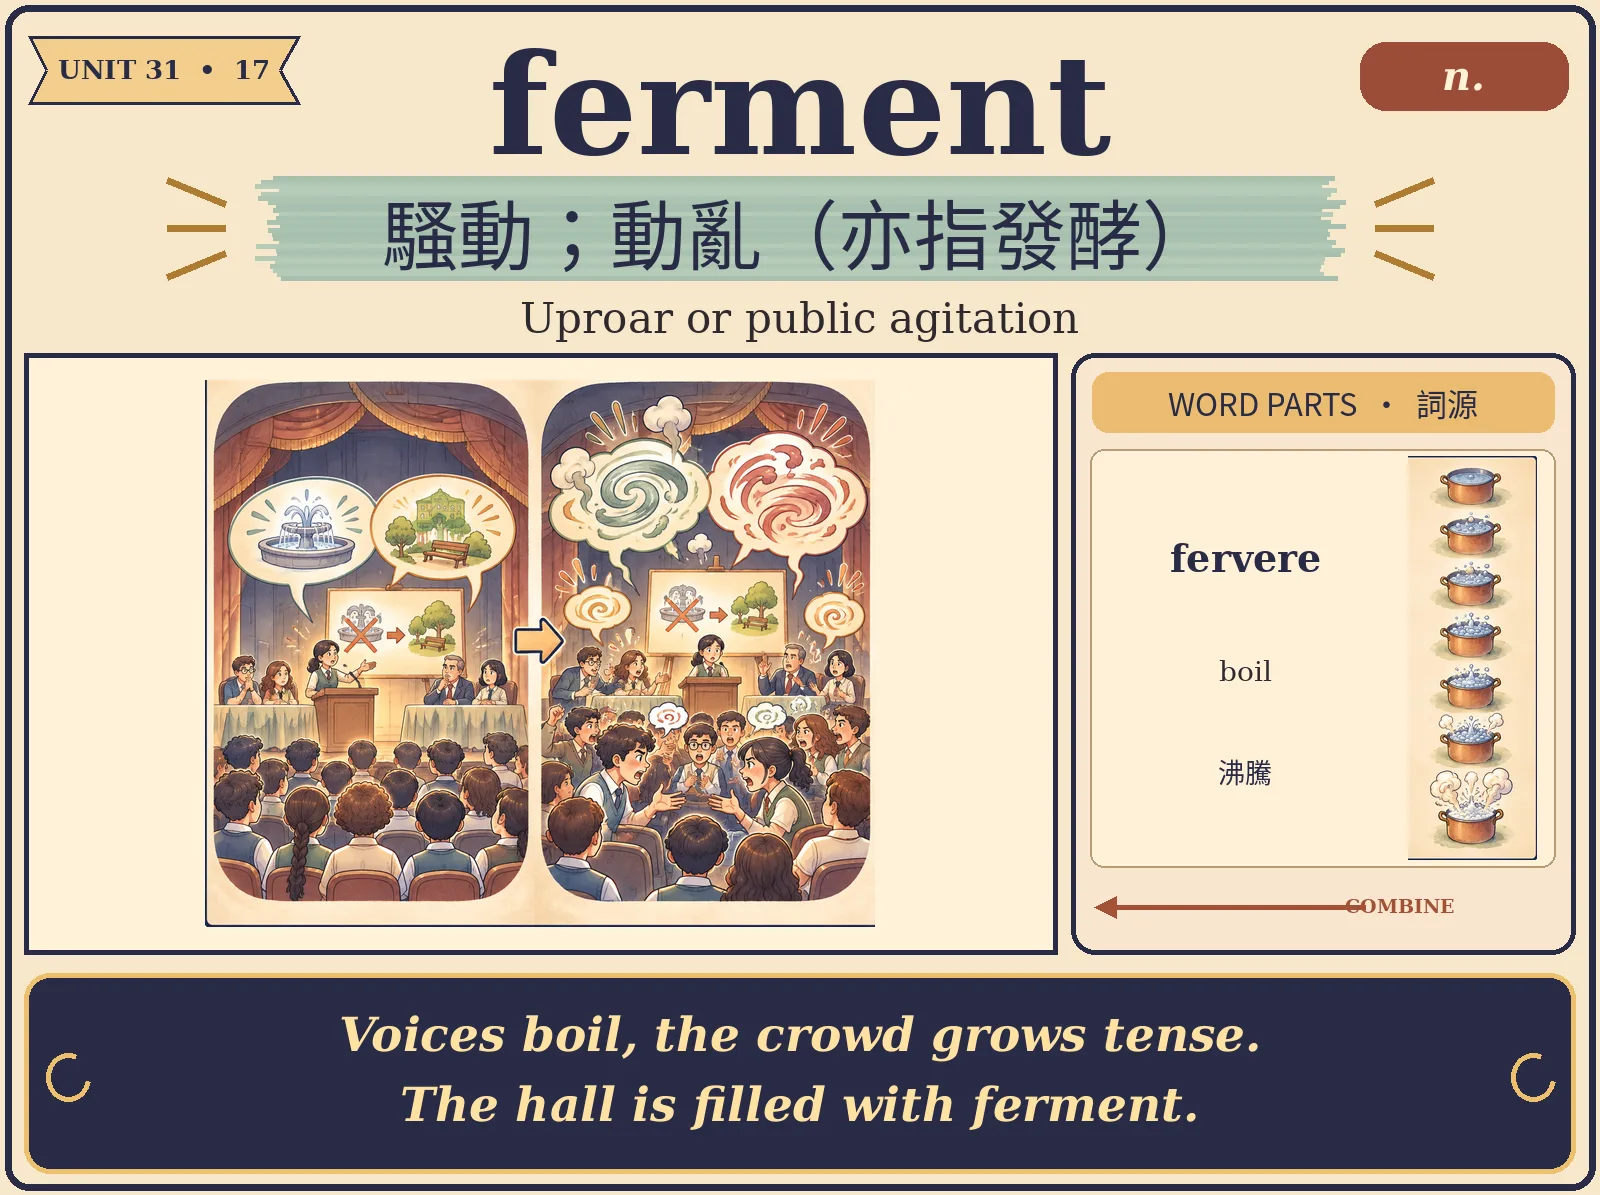 UNIT 31 • 17
ferment
n.
騷動；動亂（亦指發酵）
Uproar or public agitation
WORD PARTS · 詞源
fervere
boil
沸騰
COMBINE
Voices boil, the crowd grows tense.
The hall is filled with ferment.